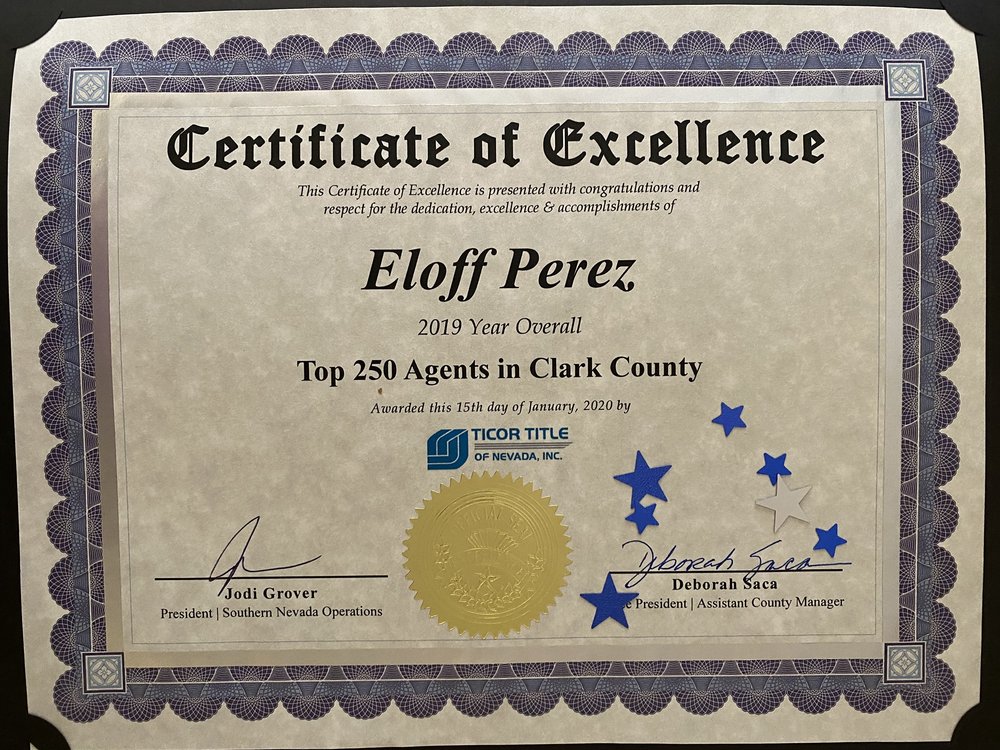 Certificate of Excellence
This Certificate of Excellence is presented with congratulations and
respect for the dedication, excellence & accomplishments of
Eloff Perez
2019 Year Overall
Top 250 Agents in Clark County
Awarded this 15th day of January, 2020 by
TICOR TITLE
OF NEVADA, INC.
OFFICIAL SEAL
Jodi Grover
President | Southern Nevada Operations
Deborah Saca
Deborah Saca
President | Assistant County Manager